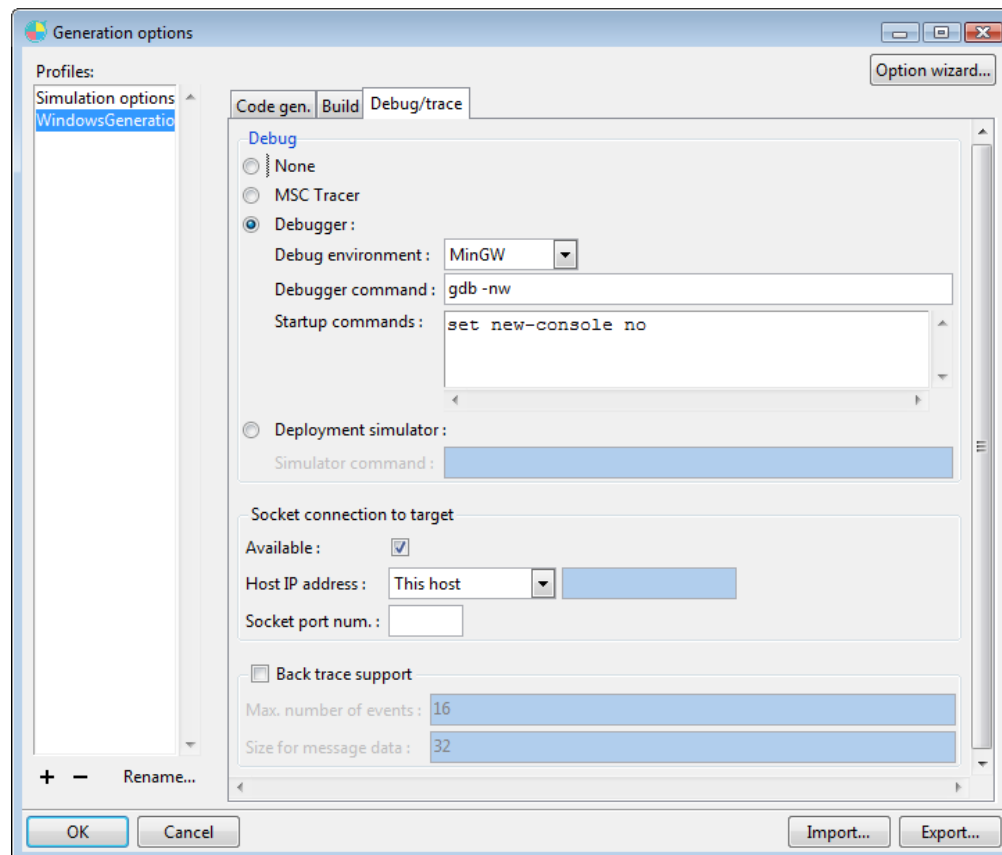 Generation options
Profiles:
Option wizard...
Simulation options
WindowsGeneratio
Code gen. Build Debug/trace
Debug
None
MSC Tracer
Debugger :
Debug environment : MinGW
Debugger command : gdb -nw
Startup commands : set new-console no
Deployment simulator :
Simulator command :
Socket connection to target
Available :
Host IP address : This host
Socket port num. :
Back trace support
Max. number of events : 16
Size for message data : 32
+ − Rename...
OK Cancel Import... Export...